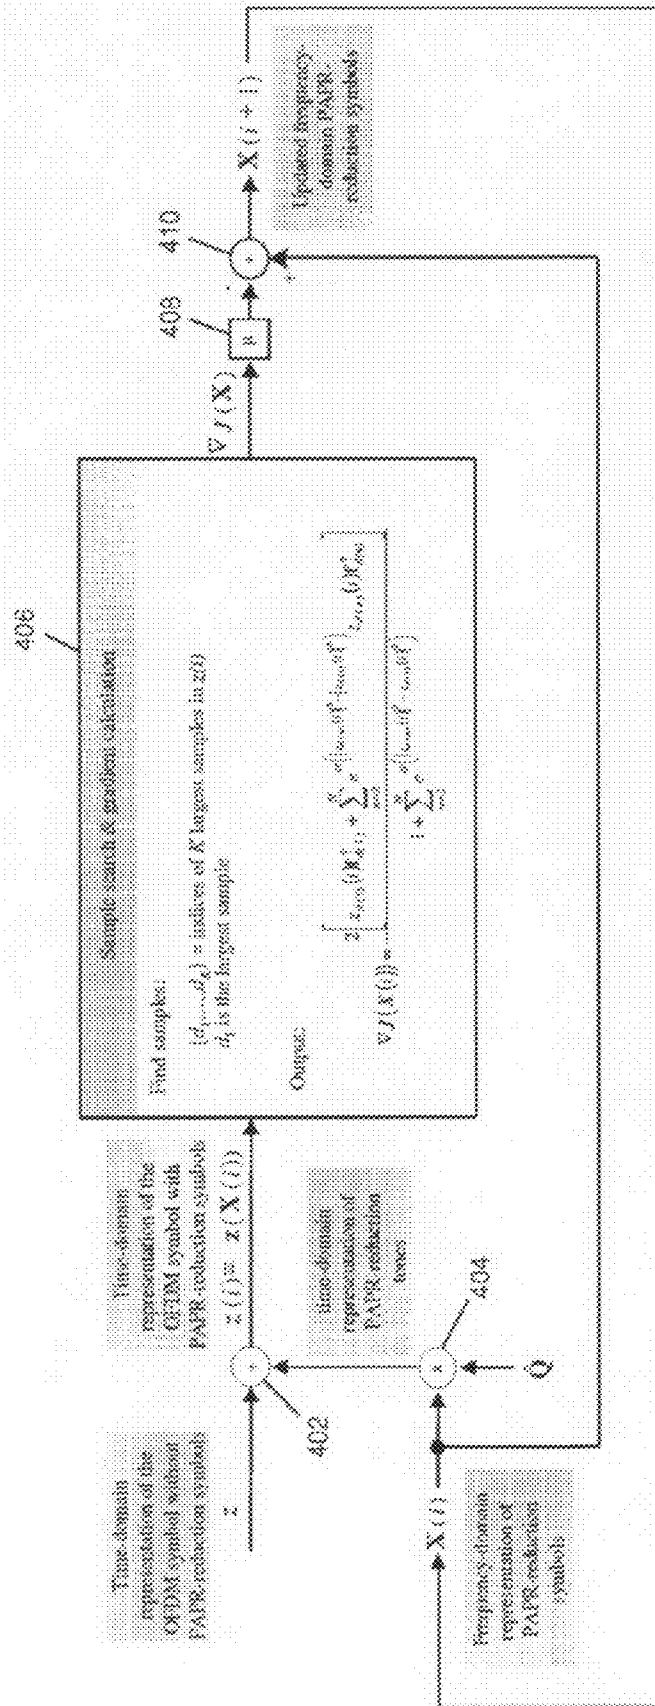 Time-domain
representation of the
OFDM symbol without
PAPR-reduction symbols
z
402
Time-domain
representation of the
OFDM symbol with
PAPR-reduction symbols
z(i) = z(X(i))
X(i)
Frequency-domain
representation of
PAPR-reduction
symbols
404
Q
time-domain
representation of
PAPR-reduction
tones
406
Sample search & gradient calculation
Find samples:
{d₁,...,d_K} = indices of K largest samples in z(i)
d₁ is the largest sample
Output:
∇J(X(i)) =
∇J(X)
408
μ
410
X(i + 1)
Updated frequency-
domain PAPR-
reduction symbols